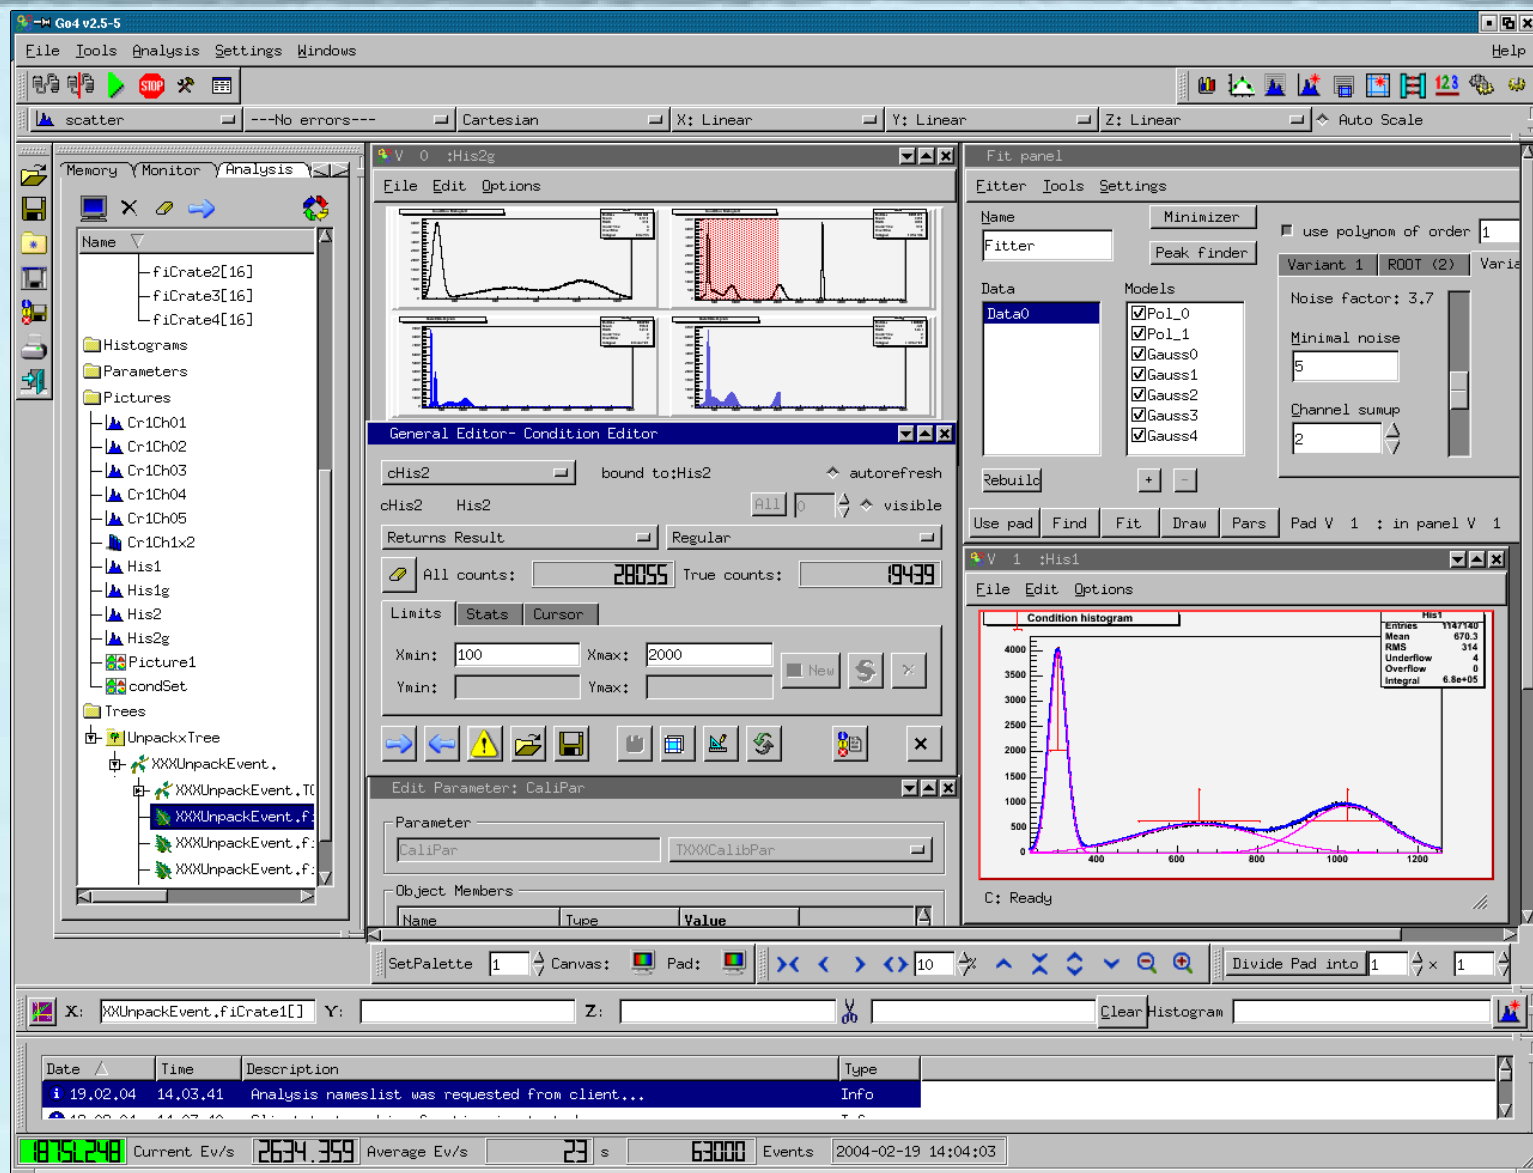 Go4 v2.5-5
File Tools Analysis Settings Windows Help
STOP
123
scatter ---No errors--- Cartesian X: Linear Y: Linear Z: Linear Auto Scale
Memory Monitor Analysis
Name
fiCrate2[16]
fiCrate3[16]
fiCrate4[16]
Histograms
Parameters
Pictures
Cr1Ch01
Cr1Ch02
Cr1Ch03
Cr1Ch04
Cr1Ch05
Cr1Ch1x2
His1
His1g
His2
His2g
Picture1
condSet
Trees
UnpackxTree
XXXUnpackEvent.
XXXUnpackEvent.T(
XXXUnpackEvent.f:
XXXUnpackEvent.f:
XXXUnpackEvent.f:
V 0 :His2g
File Edit Options
General Editor- Condition Editor
cHis2 bound to:His2 autorefresh
cHis2 His2 All 0 visible
Returns Result Regular
All counts: 28055 True counts: 19439
Limits Stats Cursor
Xmin: 100 Xmax: 2000 New
Ymin: Ymax:
Edit Parameter: CaliPar
Parameter
CaliPar TXXXCalibPar
Object Members
Name Type Value
Fit panel
Fitter Tools Settings
Name Minimizer
Fitter Peak finder
use polynom of order 1
Variant 1 ROOT (2) Varia
Data Models
Data0
Pol_0
Pol_1
Gauss0
Gauss1
Gauss2
Gauss3
Gauss4
Noise factor: 3.7
Minimal noise
5
Channel sumup
2
Rebuild + -
Use pad Find Fit Draw Pars Pad V 1 : in panel V 1
V 1 :His1
File Edit Options
Condition histogram
His1
Entries 1147140
Mean 670.3
RMS 314
Underflow 4
Overflow 0
Integral 6.8e+05
4000
3500
3000
2500
2000
1500
1000
500
0
400 600 800 1000 1200
C: Ready
SetPalette 1 Canvas: Pad: 10 % Divide Pad into 1 x 1
X: XXUnpackEvent.fiCrate1[] Y: Z: Clear Histogram
Date Time Description Type
19.02.04 14.03.41 Analysis nameslist was requested from client... Info
Current Ev/s 2634.359 Average Ev/s 23 s 63000 Events 2004-02-19 14:04:03